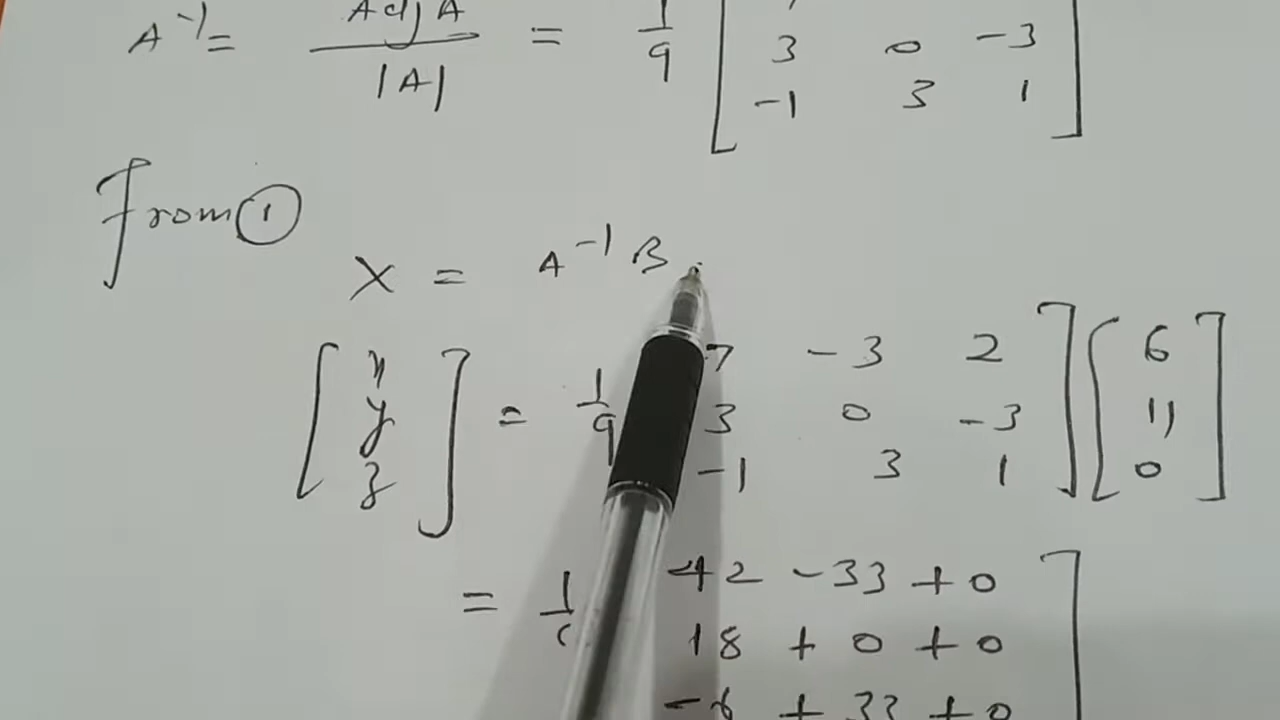 A⁻¹ = Adj A / |A| = 1/9 [
3 0 -3
-1 3 1 ]
From ①
X = A⁻¹ B
[ x y z ] = 1/9 7 -3 2 ] [ 6
3 0 -3 11
-1 3 1 0 ]
= 1/ 42 - 33 + 0 ]
18 + 0 + 0
-6 + 33 + 0